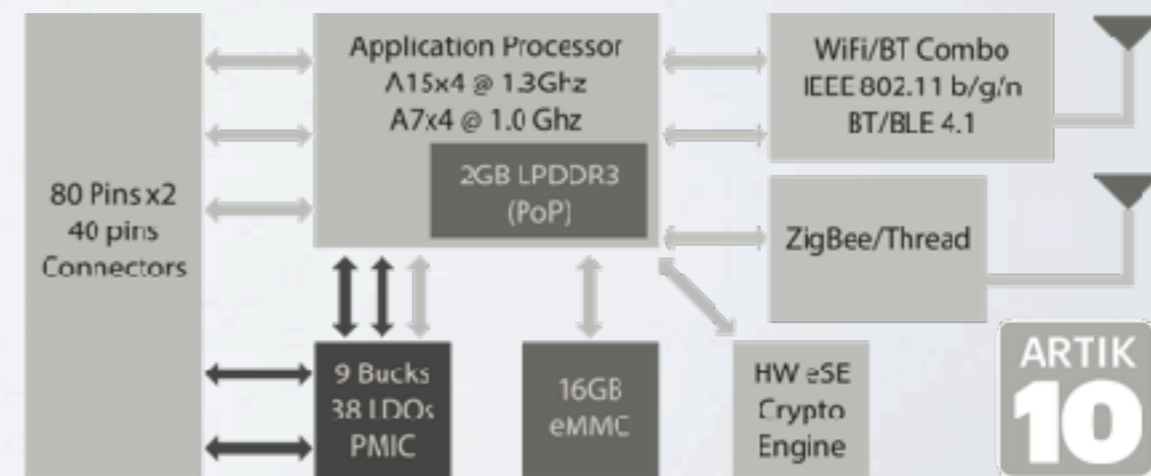 Application Processor
A15x4 @ 1.3Ghz
A7x4 @ 1.0 Ghz
2GB LPDDR3
(PoP)
WiFi/BT Combo
IEEE 802.11 b/g/n
BT/BLE 4.1
80 Pins x2
40 pins
Connectors
ZigBee/Thread
9 Bucks
38 LDOs
PMIC
16GB
eMMC
HW eSE
Crypto
Engine
ARTIK
10